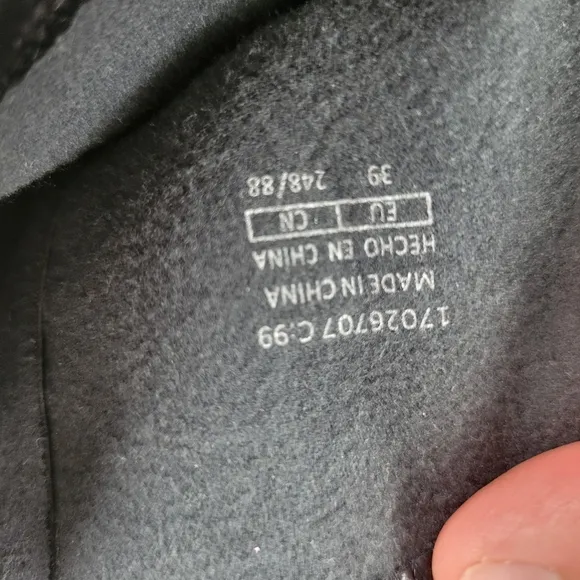 17026707 C:99
MADE IN CHINA
HECHO EN CHINA
EU CN
39 248/88